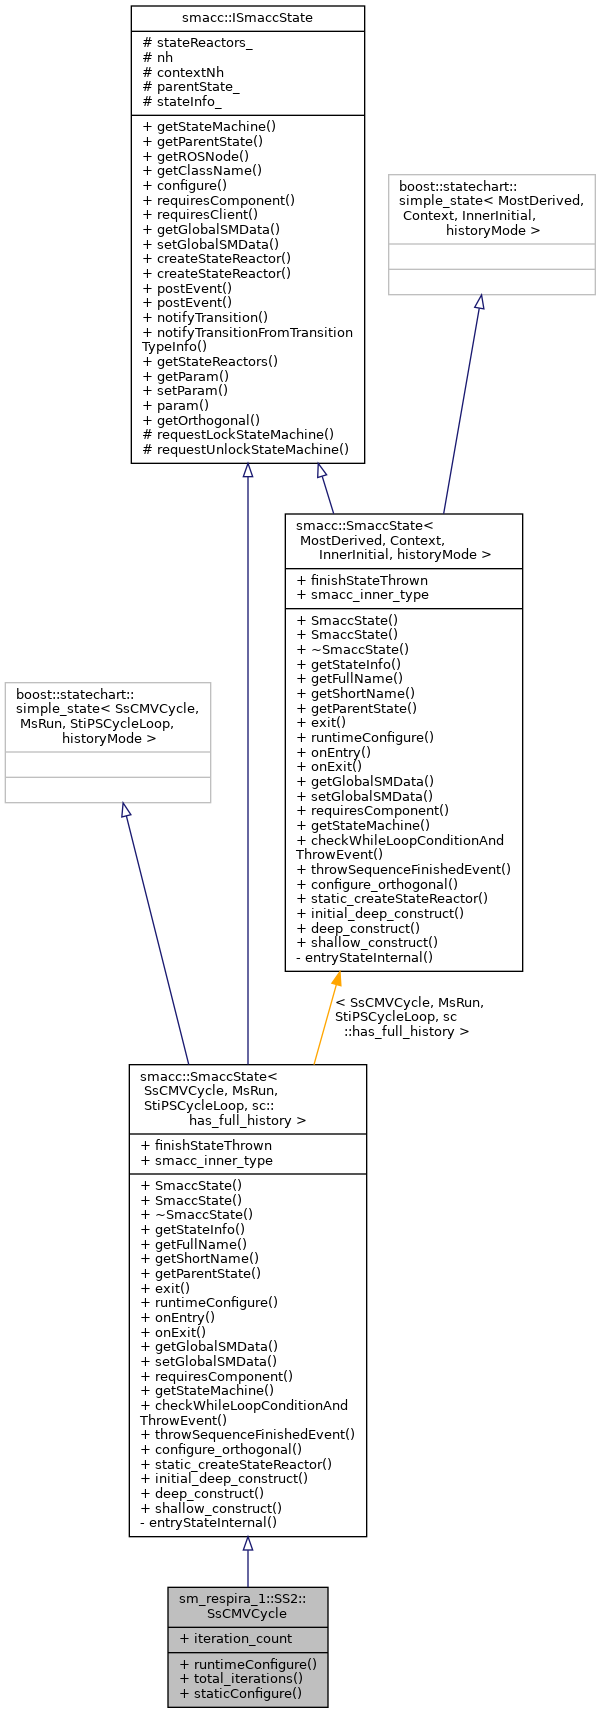 smacc::ISmaccState
# stateReactors_
# nh
# contextNh
# parentState_
# stateInfo_
+ getStateMachine()
+ getParentState()
+ getROSNode()
+ getClassName()
+ configure()
+ requiresComponent()
+ requiresClient()
+ getGlobalSMData()
+ setGlobalSMData()
+ createStateReactor()
+ createStateReactor()
+ postEvent()
+ postEvent()
+ notifyTransition()
+ notifyTransitionFromTransition
TypeInfo()
+ getStateReactors()
+ getParam()
+ setParam()
+ param()
+ getOrthogonal()
# requestLockStateMachine()
# requestUnlockStateMachine()
boost::statechart::
simple_state< MostDerived,
Context, InnerInitial,
historyMode >
smacc::SmaccState<
MostDerived, Context,
InnerInitial, historyMode >
+ finishStateThrown
+ smacc_inner_type
+ SmaccState()
+ SmaccState()
+ ~SmaccState()
+ getStateInfo()
+ getFullName()
+ getShortName()
+ getParentState()
+ exit()
+ runtimeConfigure()
+ onEntry()
+ onExit()
+ getGlobalSMData()
+ setGlobalSMData()
+ requiresComponent()
+ getStateMachine()
+ checkWhileLoopConditionAnd
ThrowEvent()
+ throwSequenceFinishedEvent()
+ configure_orthogonal()
+ static_createStateReactor()
+ initial_deep_construct()
+ deep_construct()
+ shallow_construct()
- entryStateInternal()
boost::statechart::
simple_state< SsCMVCycle,
MsRun, StiPSCycleLoop,
historyMode >
< SsCMVCycle, MsRun,
StiPSCycleLoop, sc
::has_full_history >
smacc::SmaccState<
SsCMVCycle, MsRun,
StiPSCycleLoop, sc::
has_full_history >
+ finishStateThrown
+ smacc_inner_type
+ SmaccState()
+ SmaccState()
+ ~SmaccState()
+ getStateInfo()
+ getFullName()
+ getShortName()
+ getParentState()
+ exit()
+ runtimeConfigure()
+ onEntry()
+ onExit()
+ getGlobalSMData()
+ setGlobalSMData()
+ requiresComponent()
+ getStateMachine()
+ checkWhileLoopConditionAnd
ThrowEvent()
+ throwSequenceFinishedEvent()
+ configure_orthogonal()
+ static_createStateReactor()
+ initial_deep_construct()
+ deep_construct()
+ shallow_construct()
- entryStateInternal()
sm_respira_1::SS2::
SsCMVCycle
+ iteration_count
+ runtimeConfigure()
+ total_iterations()
+ staticConfigure()